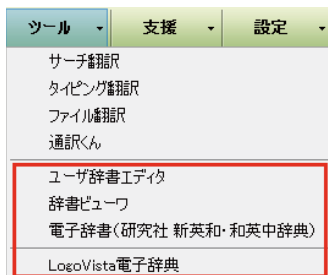 ツール 支援 設定
サーチ翻訳
タイピング翻訳
ファイル翻訳
通訳くん
ユーザ辞書エディタ
辞書ビューワ
電子辞書(研究社 新英和・和英中辞典)
LogoVista電子辞典